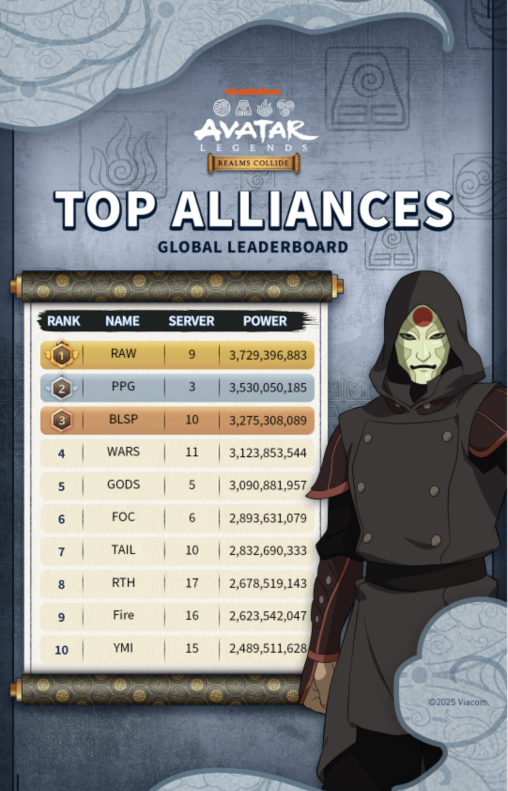 nickelodeon
AVATAR
LEGENDS
REALMS COLLIDE
TOP ALLIANCES
GLOBAL LEADERBOARD
RANK NAME SERVER POWER
1 RAW 9 3,729,396,883
2 PPG 3 3,530,050,185
3 BLSP 10 3,275,308,089
4 WARS 11 3,123,853,544
5 GODS 5 3,090,881,957
6 FOC 6 2,893,631,079
7 TAIL 10 2,832,690,333
8 RTH 17 2,678,519,143
9 Fire 16 2,623,542,047
10 YMI 15 2,489,511,628
©2025 Viacom.